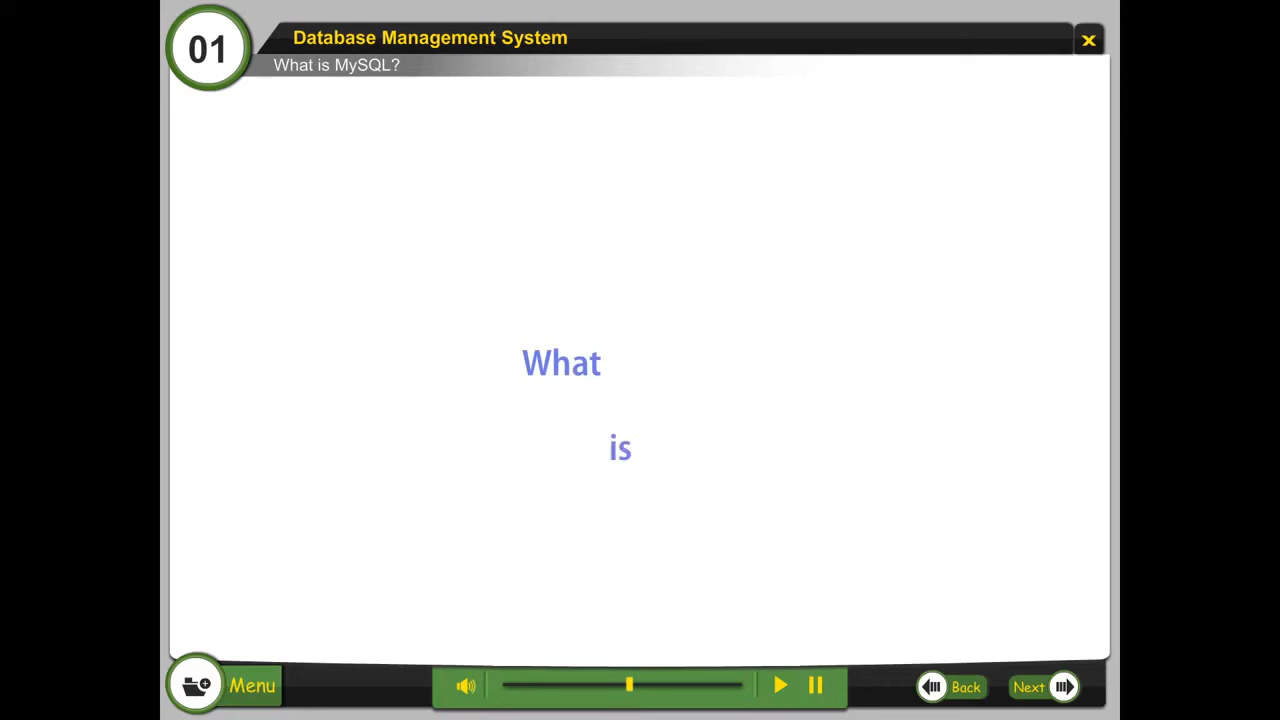 01
Database Management System
x
What is MySQL?
What
is
Menu
Back
Next